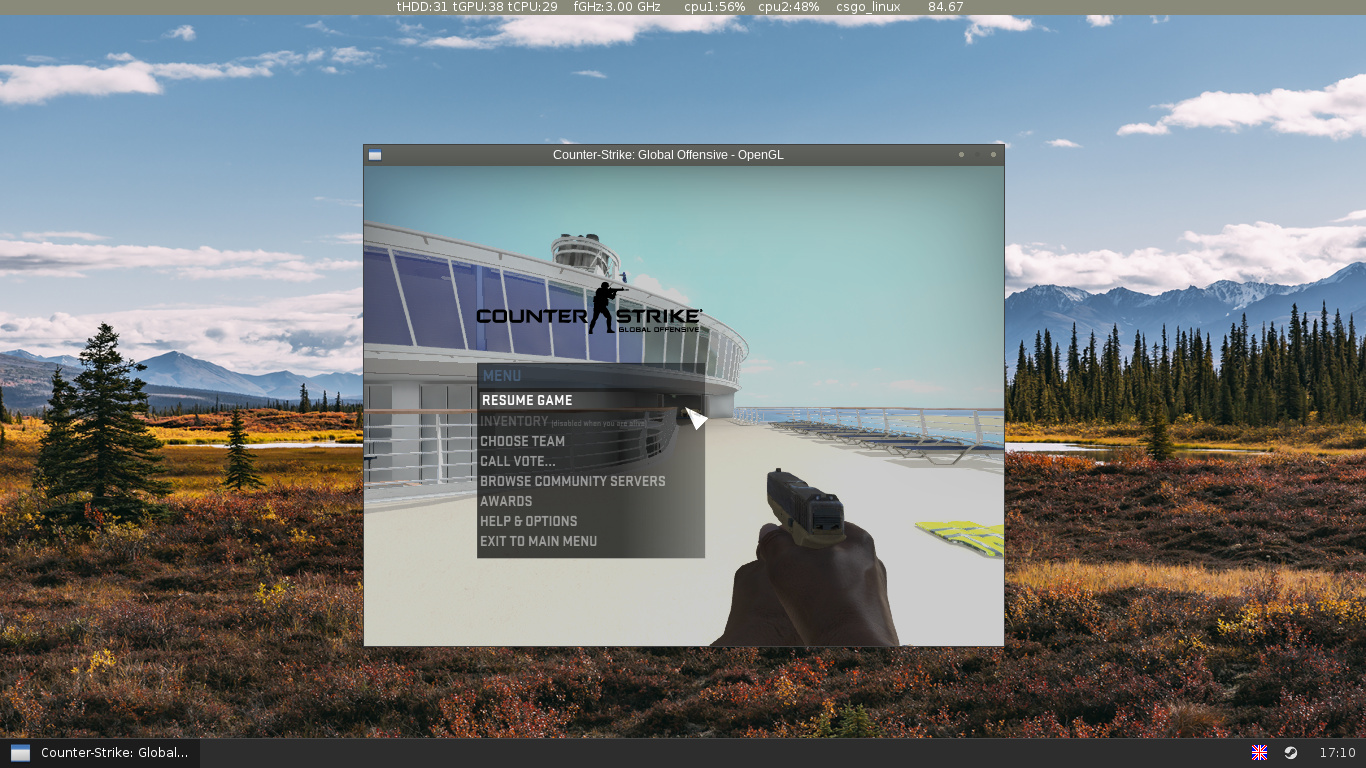 tHDD:31 tGPU:38 tCPU:29 fGHz:3.00 GHz cpu1:56% cpu2:48% csgo_linux 84.67
Counter-Strike: Global Offensive - OpenGL
COUNTER STRIKE
GLOBAL OFFENSIVE
MENU
RESUME GAME
INVENTORY (disabled when you are alive)
CHOOSE TEAM
CALL VOTE...
BROWSE COMMUNITY SERVERS
AWARDS
HELP & OPTIONS
EXIT TO MAIN MENU
Counter-Strike: Global... 17:10